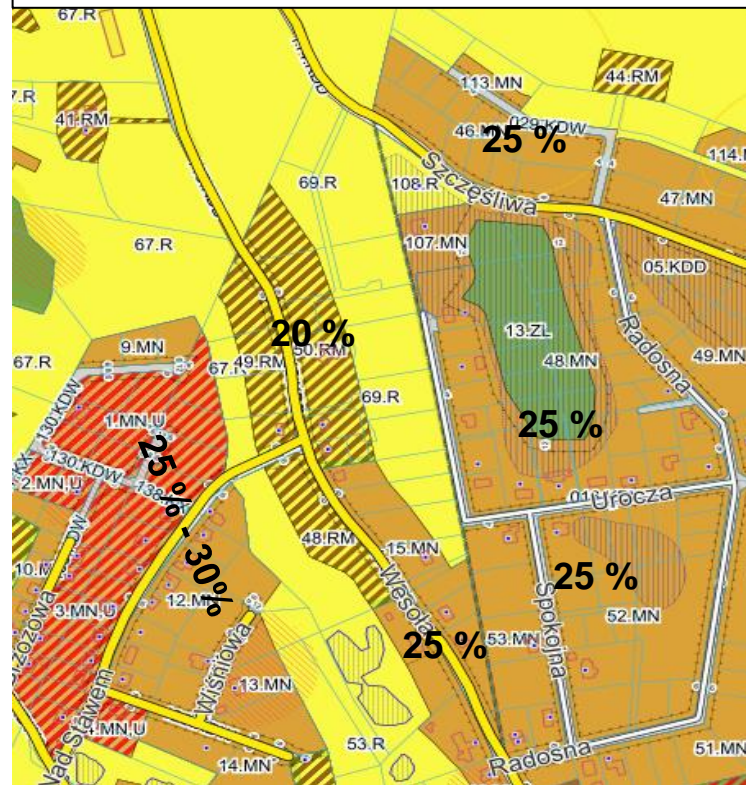 67.R
113.MN
44.RM
7.R
41.RM
029.KDW
46.MN
25 %
114.
69.R
108.R
47.MN
Szczęśliwa
67.R
107.MN
05.KDD
13.ZL
48.MN
Radosna
9.MN
20 %
49.RM
50.RM
67.R
49.MN
69.R
1.MN,U
130.KDW
25 %
130.KDW
2.MN,U
25 % - 30%
Urocza
48.RM
15.MN
3.MN,U
12.MN
Wesoła
Spokojna
25 %
52.MN
25 %
53.MN
Wiśniowa
13.MN
53.R
Nad Stawem
4.MN,U
14.MN
Radosna
51.MN